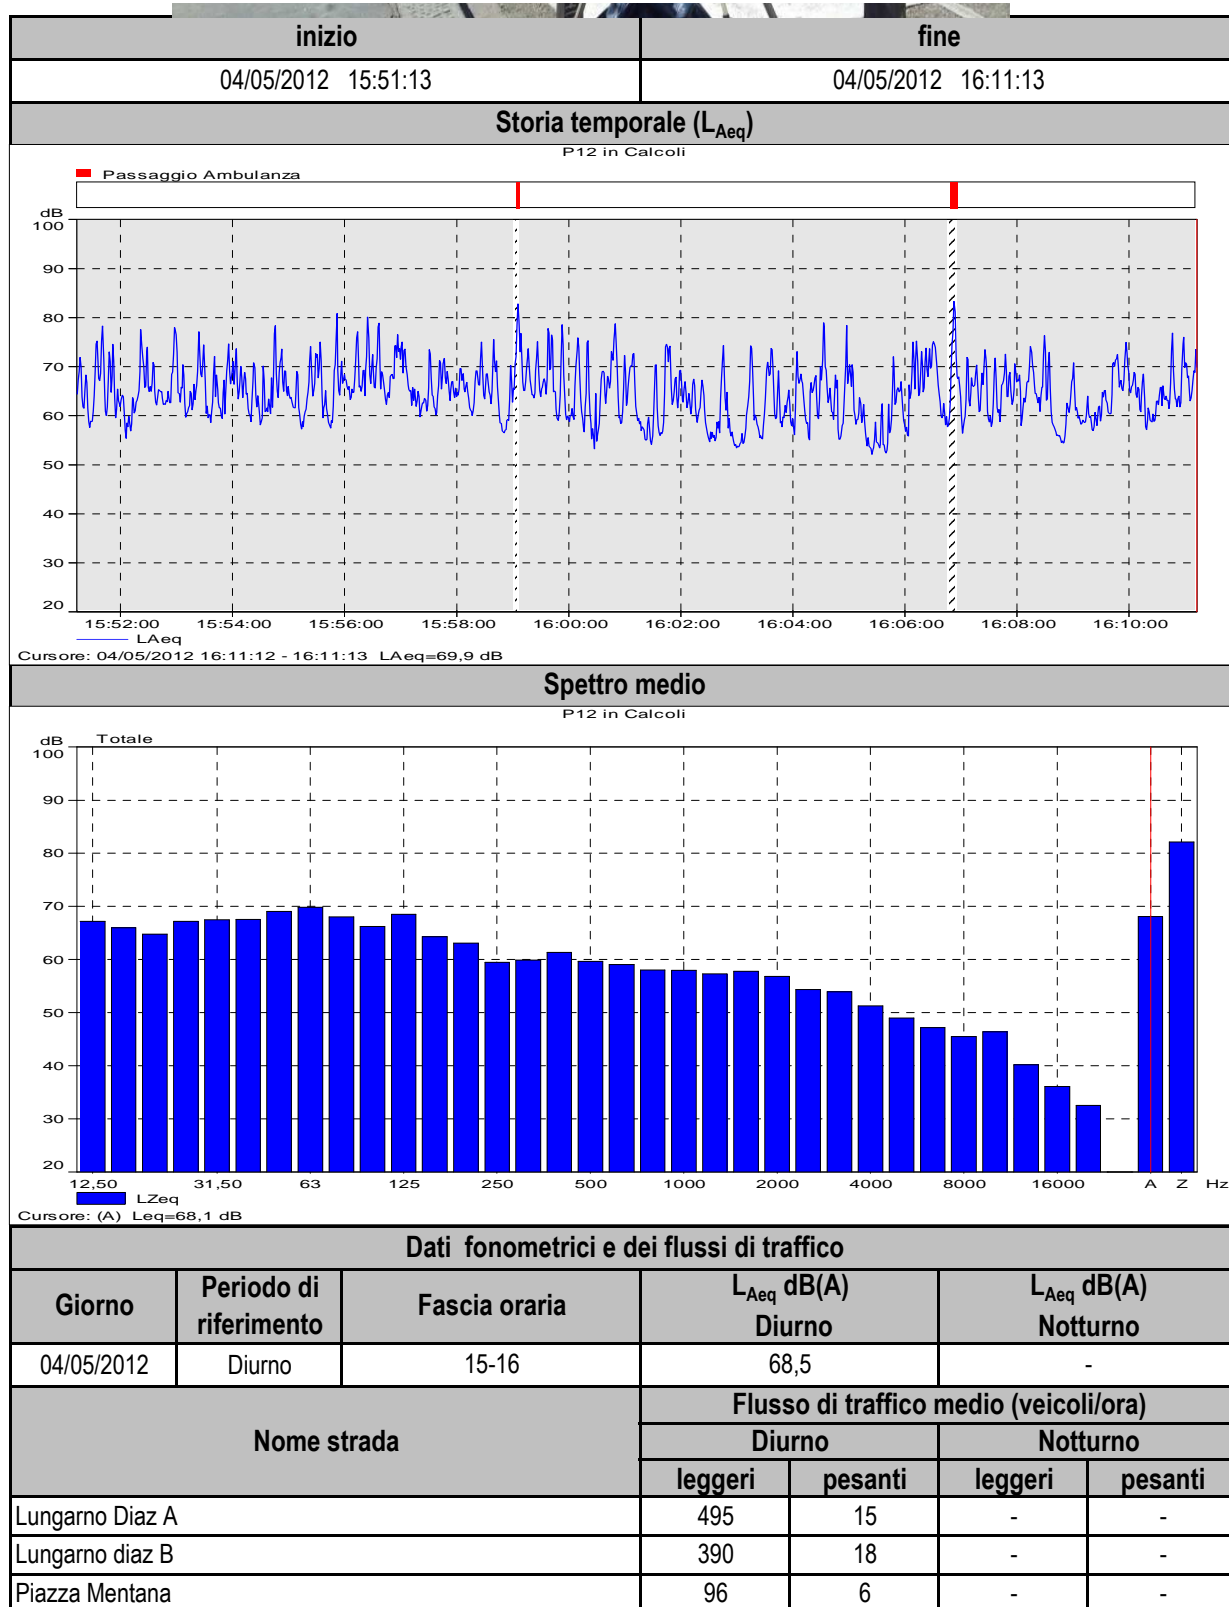 inizio fine
04/05/2012 15:51:13 04/05/2012 16:11:13
Storia temporale (LAeq)
P12 in Calcoli
Passaggio Ambulanza
dB
100
90
80
70
60
50
40
30
20
15:52:00 15:54:00 15:56:00 15:58:00 16:00:00 16:02:00 16:04:00 16:06:00 16:08:00 16:10:00
LAeq
Cursore: 04/05/2012 16:11:12 - 16:11:13 LAeq=69,9 dB
Spettro medio
P12 in Calcoli
dB Totale
100
90
80
70
60
50
40
30
20
12,50 31,50 63 125 250 500 1000 2000 4000 8000 16000 A Z Hz
LZeq
Cursore: (A) Leq=68,1 dB
Dati fonometrici e dei flussi di traffico
Giorno Periodo di riferimento Fascia oraria LAeq dB(A) Diurno LAeq dB(A) Notturno
04/05/2012 Diurno 15-16 68,5 -
Nome strada Flusso di traffico medio (veicoli/ora)
Diurno Notturno
leggeri pesanti leggeri pesanti
Lungarno Diaz A 495 15 - -
Lungarno diaz B 390 18 - -
Piazza Mentana 96 6 - -